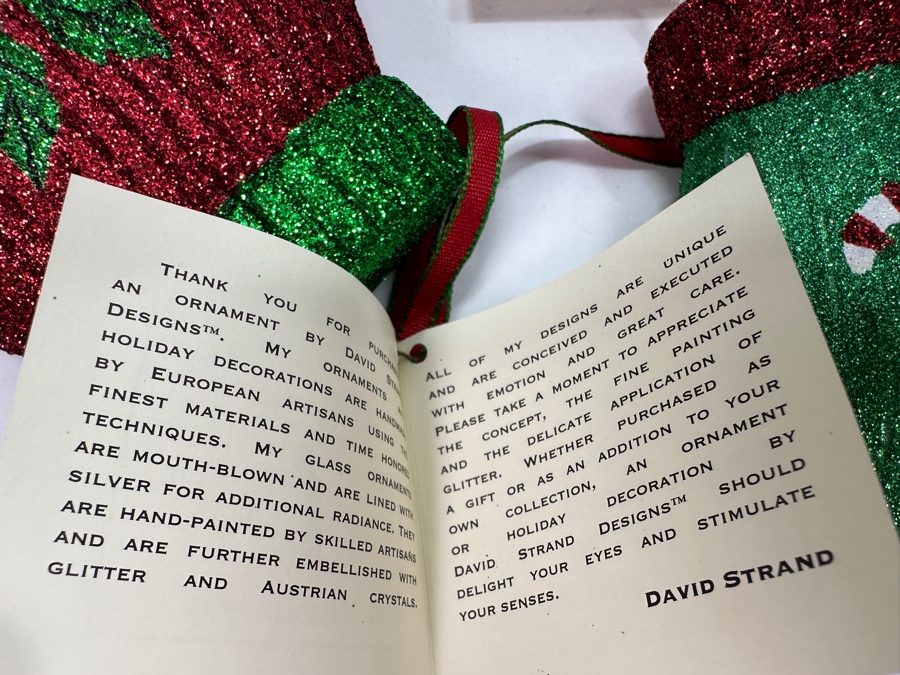 THANK YOU FOR PURCHA
AN ORNAMENT BY DAVID STR
DESIGNS™. MY ORNAMENTS A
HOLIDAY DECORATIONS ARE HANDMA
BY EUROPEAN ARTISANS USING TH
FINEST MATERIALS AND TIME HONORE
TECHNIQUES. MY GLASS ORNAMENTS
ARE MOUTH-BLOWN AND ARE LINED WITH
SILVER FOR ADDITIONAL RADIANCE. THEY
ARE HAND-PAINTED BY SKILLED ARTISANS
AND ARE FURTHER EMBELLISHED WITH
GLITTER AND AUSTRIAN CRYSTALS.
ALL OF MY DESIGNS ARE UNIQUE
AND ARE CONCEIVED AND EXECUTED
WITH EMOTION AND GREAT CARE.
PLEASE TAKE A MOMENT TO APPRECIATE
THE CONCEPT, THE FINE PAINTING
AND THE DELICATE APPLICATION OF
GLITTER. WHETHER PURCHASED AS
A GIFT OR AS AN ADDITION TO YOUR
OWN COLLECTION, AN ORNAMENT
OR HOLIDAY DECORATION BY
DAVID STRAND DESIGNS™ SHOULD
DELIGHT YOUR EYES AND STIMULATE
YOUR SENSES.
DAVID STRAND